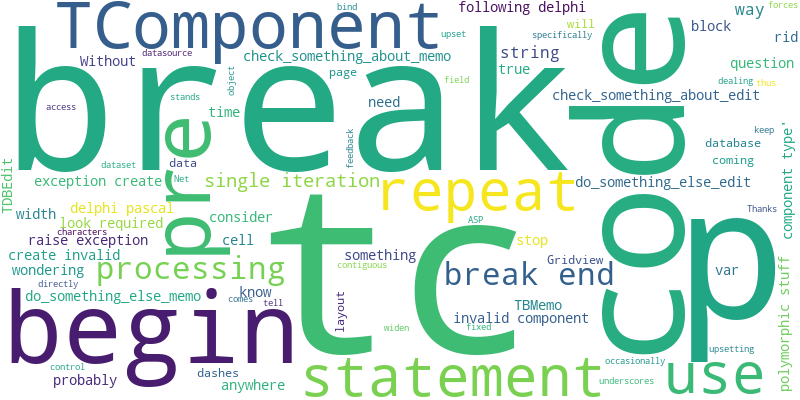 TComponent
following delphi
forces
bind
way
will
Without
datasource
check_something_about_memo
upset
specifically
block
rid
break
string
question
page
true
field
dealing
thus
object
access
stands
time
need
code
check_something_about_edit
keep
feedback
database
dataset
data
coming
pre
TDBEdit
exception create
Net
single iteration
repeat
do_something_else_edit
component type'
delphi pascal
width
look required
consider
tc
ASP
Thanks
characters
raise exception
cell
stop
p
create invalid
wondering
processing
something
contiguous
break end
Gridview
var
polymorphic stuff
directly
do_something_else_memo
know
comes
tell
layout
TBMemo
invalid component
begin
widen
fixed
upsetting
control
probably
dashes
anywhere
statement
occasionally
underscores
use